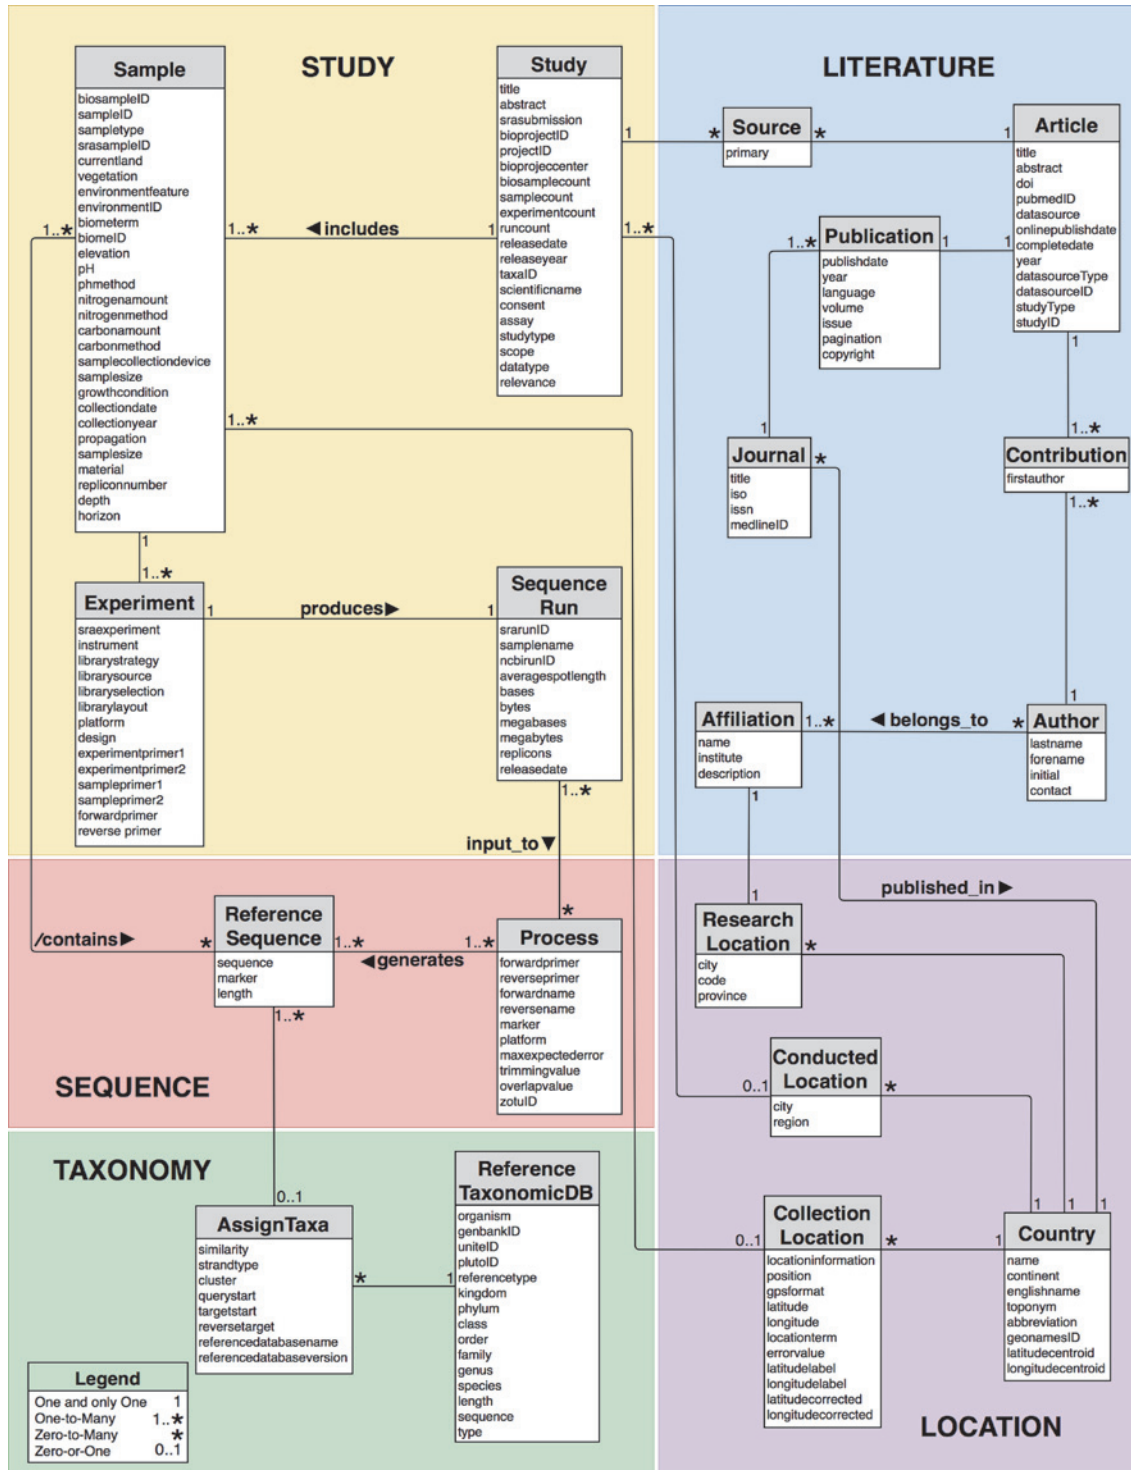 STUDY
Sample
biosampleID
sampleID
sampletype
srasampleID
currentland
vegetation
environmentfeature
environmentID
biometerm
biomeID
elevation
pH
phmethod
nitrogenamount
nitrogenmethod
carbonamount
carbonmethod
samplecollectiondevice
samplesize
growthcondition
collectiondate
collectionyear
propagation
samplesize
material
repliconnumber
depth
horizon
1..*
1..*
1..*
1
◄includes
1
Study
title
abstract
srasubmission
bioprojectID
projectID
bioprojeccenter
biosamplecount
samplecount
experimentcount
runcount
releasedate
releaseyear
taxaID
scientificname
consent
assay
studytype
scope
datatype
relevance
1
1..*
1..*
Experiment
sraexperiment
instrument
librarystrategy
librarysource
libraryselection
librarylayout
platform
design
experimentprimer1
experimentprimer2
sampleprimer1
sampleprimer2
forwardprimer
reverse primer
1
produces►
1
Sequence
Run
srarunID
samplename
ncbirunID
averagespotlength
bases
bytes
megabases
megabytes
replicons
releasedate
1..*
input_to▼
LITERATURE
*
Source
primary
*
1
Article
title
abstract
doi
pubmedID
datasource
onlinepublishdate
completedate
year
datasourceType
datasourceID
studyType
studyID
1
1
1..*
Publication
publishdate
year
language
volume
issue
pagination
copyright
1
1
Journal
title
iso
issn
medlineID
*
1..*
Contribution
firstauthor
1..*
1
Author
lastname
forename
initial
contact
*
◄belongs_to
1..*
Affiliation
name
institute
description
1
SEQUENCE
/contains►
*
Reference
Sequence
sequence
marker
length
1..*
1..*
◄generates
1..*
*
Process
forwardprimer
reverseprimer
forwardname
reversename
marker
platform
maxexpectederror
trimmingvalue
overlapvalue
zotuID
TAXONOMY
0..1
AssignTaxa
similarity
strandtype
cluster
querystart
targetstart
reversetarget
referencedatabasename
referencedatabaseversion
*
1
Reference
TaxonomicDB
organism
genbankID
uniteID
plutoID
referencetype
kingdom
phylum
class
order
family
genus
species
length
sequence
type
Legend
One and only One 1
One-to-Many 1..*
Zero-to-Many *
Zero-or-One 0..1
LOCATION
published_in►
1
Research
Location
city
code
province
*
0..1
Conducted
Location
city
region
*
0..1
Collection
Location
locationinformation
position
gpsformat
latitude
longitude
locationterm
errorvalue
latitudelabel
longitudelabel
latitudecorrected
longitudecorrected
*
1
1
1
1
Country
name
continent
englishname
toponym
abbreviation
geonamesID
latitudecentroid
longitudecentroid